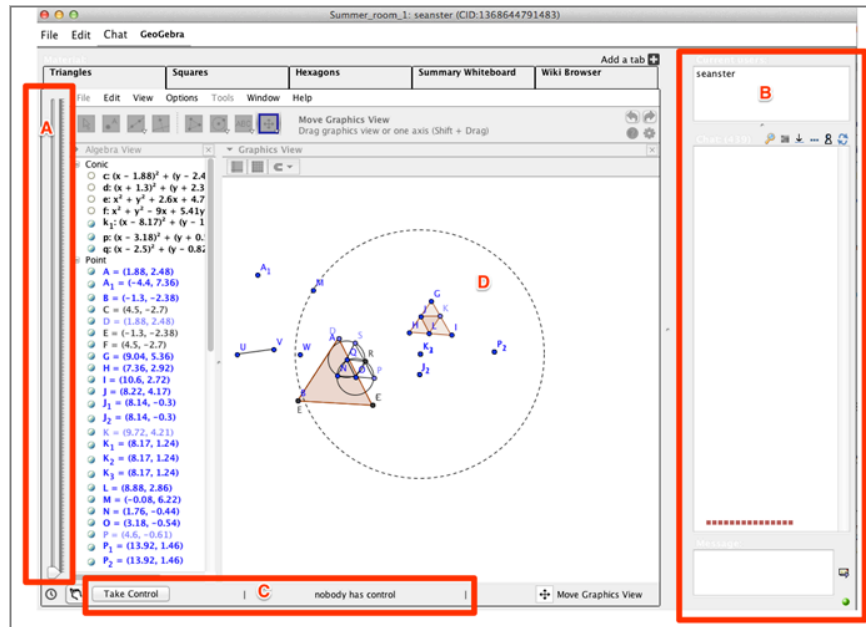 Summer_room_1: seanster (CID:1368644791483)
File Edit Chat GeoGebra
Material
Add a tab
Triangles Squares Hexagons Summary Whiteboard Wiki Browser
File Edit View Options Tools Window Help
Move Graphics View
Drag graphics view or one axis (Shift + Drag)
ABC
Algebra View
Graphics View
Conic
c: (x − 1.88)² + (y − 2.4
d: (x + 1.3)² + (y + 2.3
e: x² + y² + 2.6x + 4.7
f: x² + y² − 9x + 5.41y
k₁: (x − 8.17)² + (y − 1
p: (x − 3.18)² + (y + 0.
q: (x − 2.5)² + (y − 0.82
Point
A = (1.88, 2.48)
A₁ = (−4.4, 7.36)
B = (−1.3, −2.38)
C = (4.5, −2.7)
D = (1.88, 2.48)
E = (−1.3, −2.38)
F = (4.5, −2.7)
G = (9.04, 5.36)
H = (7.36, 2.92)
I = (10.6, 2.72)
J = (8.22, 4.17)
J₁ = (8.14, −0.3)
J₂ = (8.14, −0.3)
K = (9.72, 4.21)
K₁ = (8.17, 1.24)
K₂ = (8.17, 1.24)
K₃ = (8.17, 1.24)
L = (8.88, 2.86)
M = (−0.08, 6.22)
N = (1.76, −0.44)
O = (3.18, −0.54)
P = (4.6, −0.61)
P₁ = (13.92, 1.46)
P₂ = (13.92, 1.46)
A₁
M
D
G
J K
H L I
U V W
D S
A
Q R
N O P
K₃
J₂
P₂
B
E
C
A
Current users
seanster
B
Message
Take Control
C
nobody has control
Move Graphics View